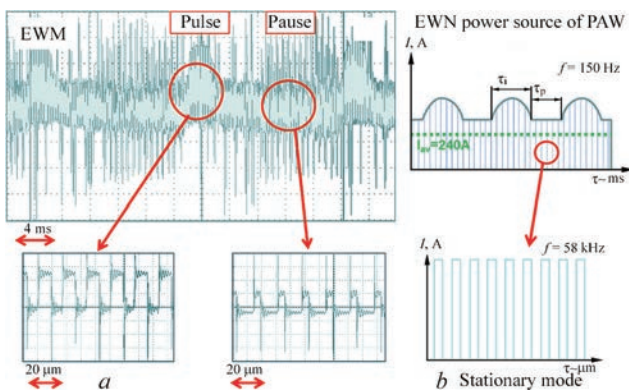 EWM
Pulse
Pause
4 ms
20 µm
a
20 µm
EWN power source of PAW
I, A
f = 150 Hz
τi
τp
Iav=240A
τ~ms
I, A
f = 58 kHz
τ~µm
b Stationary mode